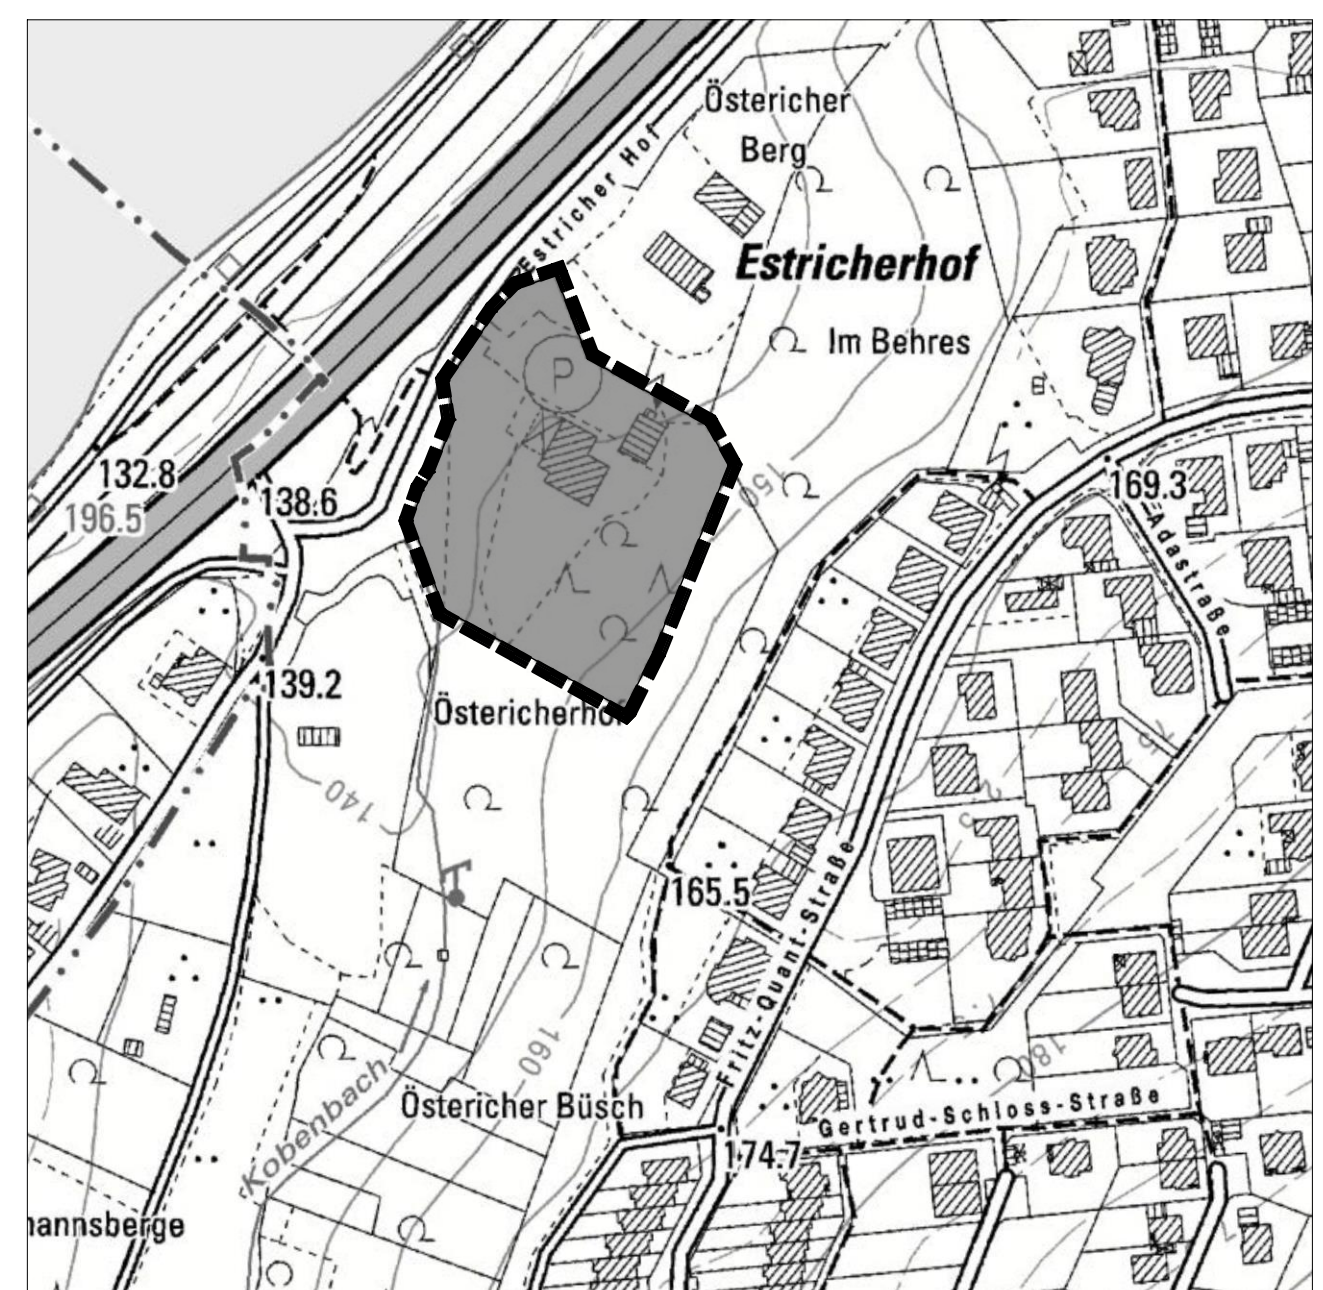 Östericher
Berg
Estricher Hof
Estricherhof
Im Behres
P
132.8
196.5
138.6
169.3
Adastraße
139.2
Östericherhof
140
165.5
Fritz-Quant-Straße
160
180
Kobenbach
Östericher Büsch
Gertrud-Schloss-Straße
174.7
hannsberge